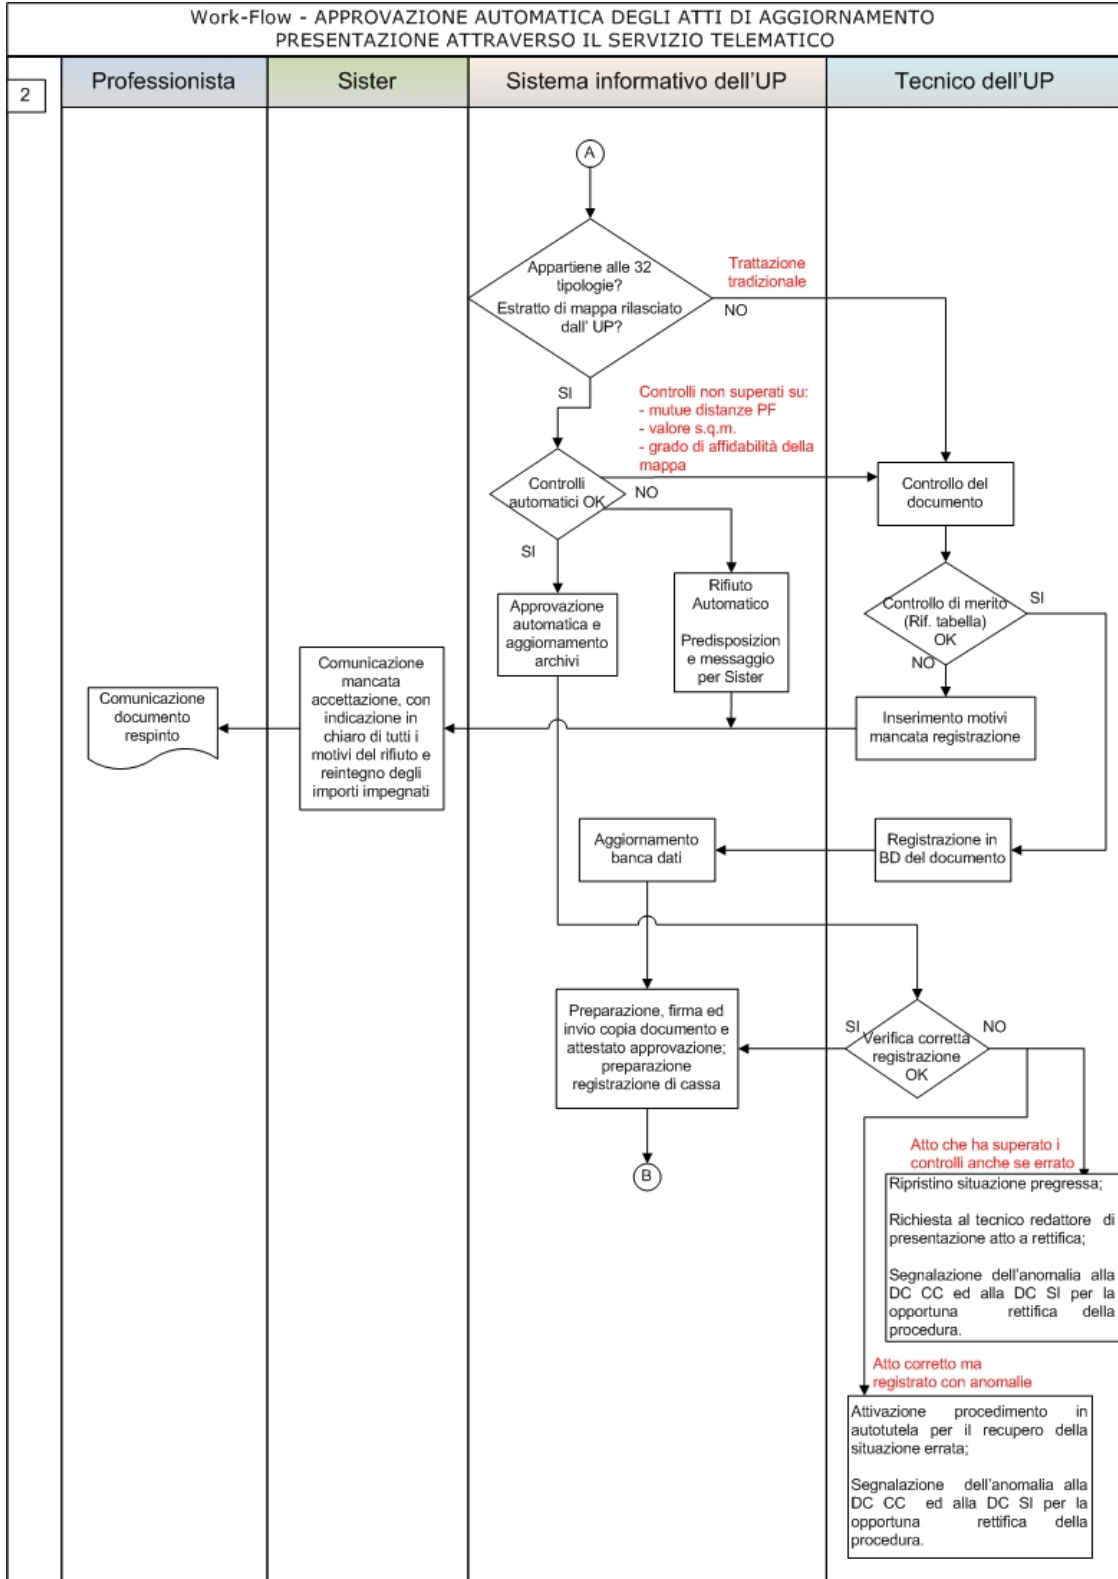 Work-Flow - APPROVAZIONE AUTOMATICA DEGLI ATTI DI AGGIORNAMENTO
PRESENTAZIONE ATTRAVERSO IL SERVIZIO TELEMATICO
2
Professionista
Sister
Sistema informativo dell'UP
Tecnico dell'UP
A
Appartiene alle 32
tipologie?
Estratto di mappa rilasciato
dall' UP?
Trattazione
tradizionale
NO
SI
Controlli non superati su:
- mutue distanze PF
- valore s.q.m.
- grado di affidabilità della
mappa
Controlli
automatici OK
NO
SI
Controllo del
documento
Approvazione
automatica e
aggiornamento
archivi
Rifiuto
Automatico
Predisposizion
e messaggio
per Sister
Controllo di merito
(Rif. tabella)
OK
SI
NO
Comunicazione
documento
respinto
Comunicazione
mancata
accettazione, con
indicazione in
chiaro di tutti i
motivi del rifiuto e
reintegno degli
importi impegnati
Inserimento motivi
mancata registrazione
Aggiornamento
banca dati
Registrazione in
BD del documento
Preparazione, firma ed
invio copia documento e
attestato approvazione;
preparazione
registrazione di cassa
SI
Verifica corretta
registrazione
OK
NO
B
Atto che ha superato i
controlli anche se errato
Ripristino situazione pregressa;
Richiesta al tecnico redattore di
presentazione atto a rettifica;
Segnalazione dell'anomalia alla
DC CC ed alla DC SI per la
opportuna rettifica della
procedura.
Atto corretto ma
registrato con anomalie
Attivazione procedimento in
autotutela per il recupero della
situazione errata;
Segnalazione dell'anomalia alla
DC CC ed alla DC SI per la
opportuna rettifica della
procedura.